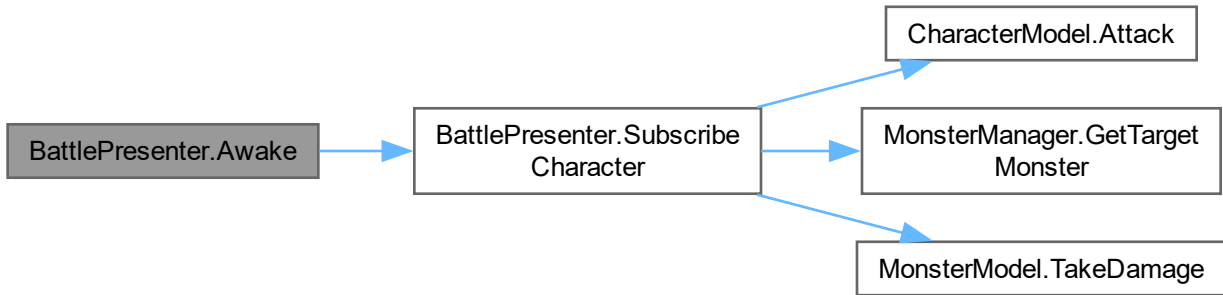 BattlePresenter.Awake
BattlePresenter.Subscribe
Character
CharacterModel.Attack
MonsterManager.GetTarget
Monster
MonsterModel.TakeDamage